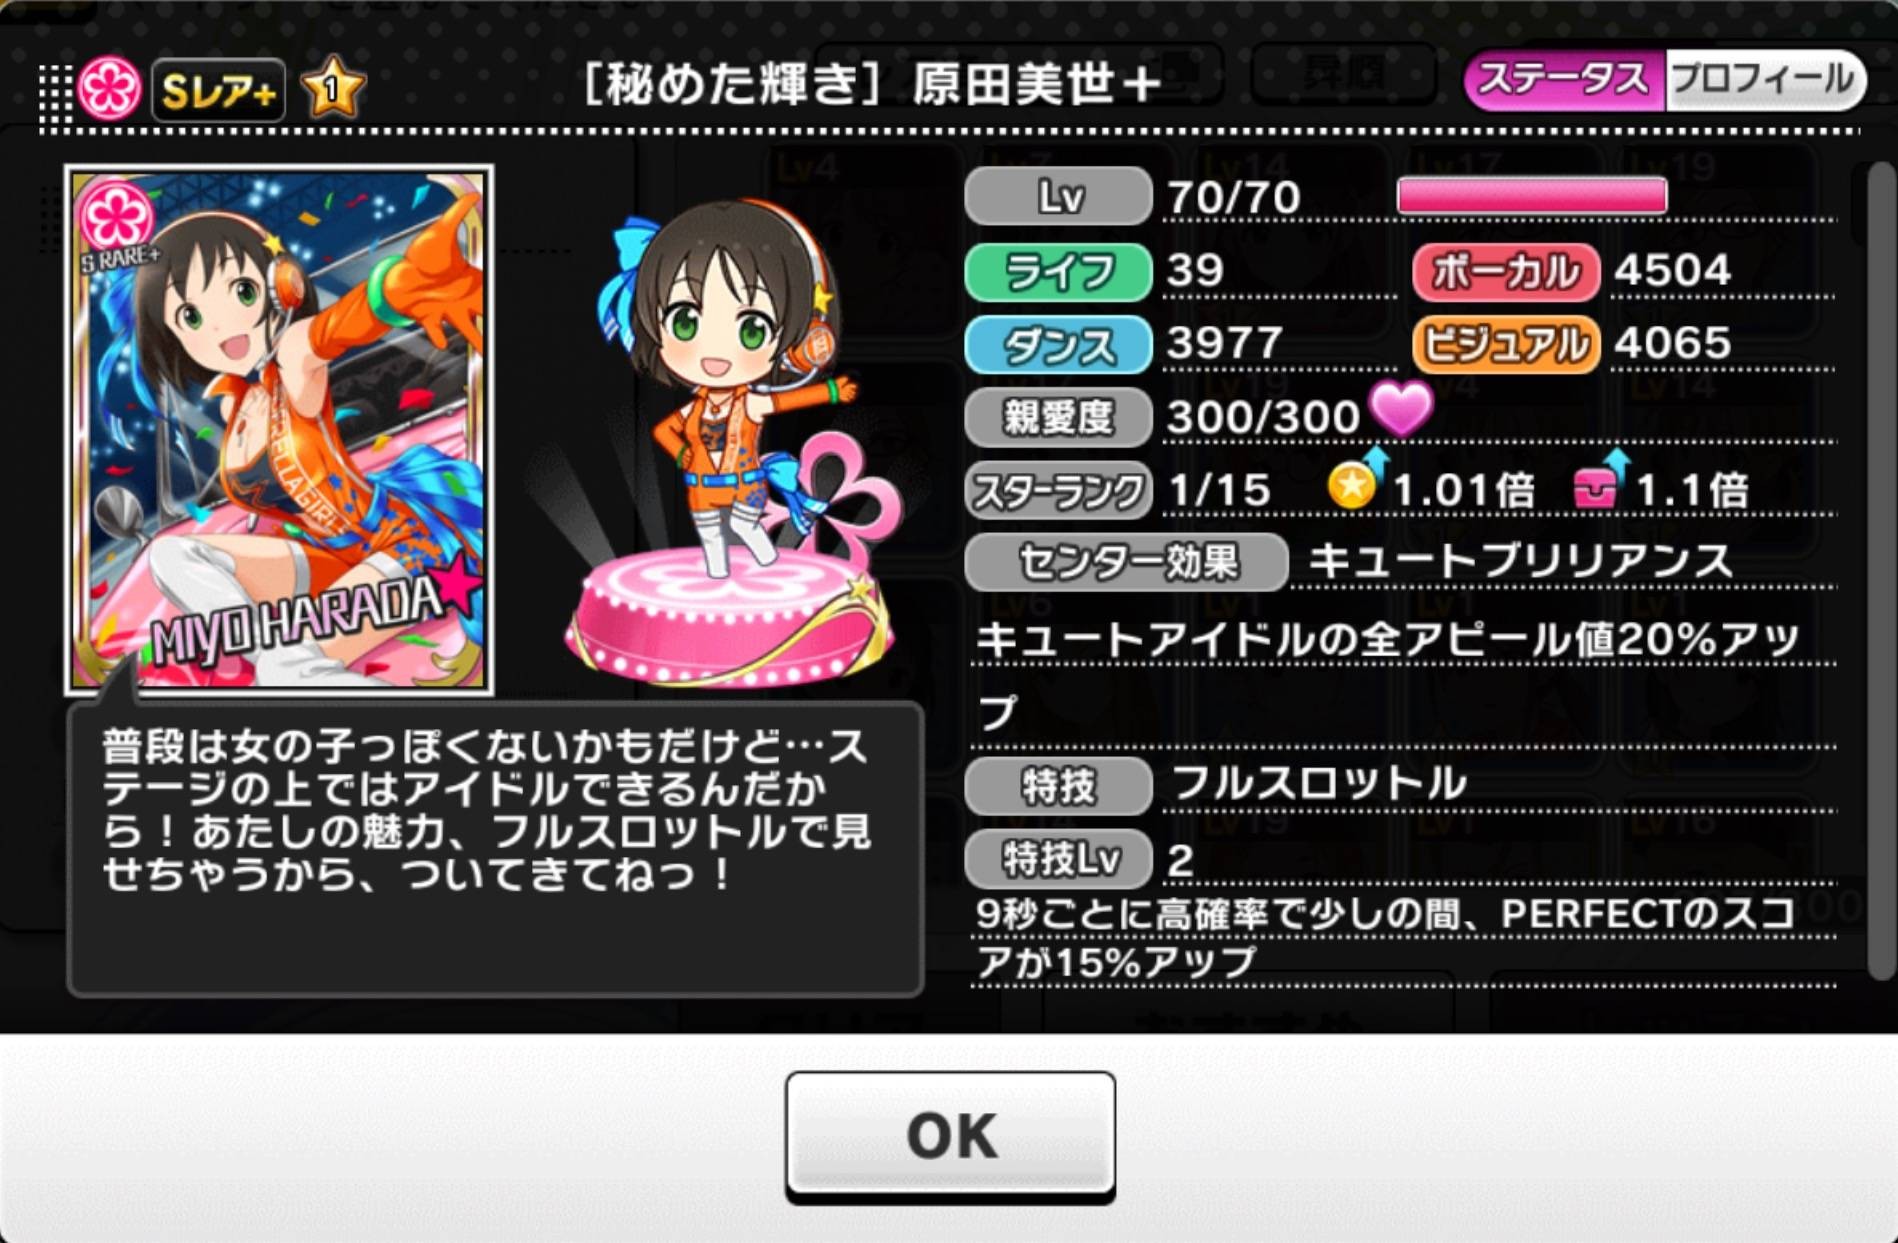 Sレア+
1
［秘めた輝き］原田美世＋
ステータス
プロフィール
S RARE+
MIYO HARADA
普段は女の子っぽくないかもだけど…ス
テージの上ではアイドルできるんだか
ら！あたしの魅力、フルスロットルで見
せちゃうから、ついてきてねっ！
Lv 70/70
ライフ 39
ボーカル 4504
ダンス 3977
ビジュアル 4065
親愛度 300/300
スターランク 1/15 1.01倍 1.1倍
センター効果 キュートブリリアンス
キュートアイドルの全アピール値20%アッ
プ
特技 フルスロットル
特技Lv 2
9秒ごとに高確率で少しの間、PERFECTのスコ
アが15%アップ
OK